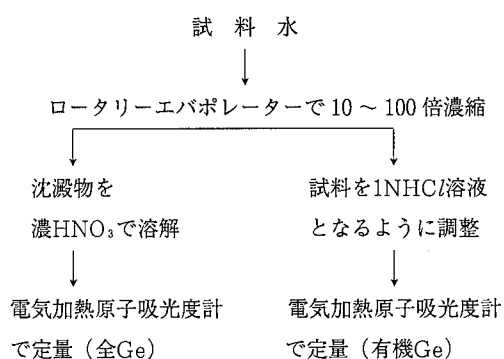 試料水
ロータリーエバポレーターで10～100倍濃縮
沈澱物を
濃HNO₃で溶解
電気加熱原子吸光度計
で定量（全Ge）
試料を1NHCl溶液
となるように調整
電気加熱原子吸光度計
で定量（有機Ge）